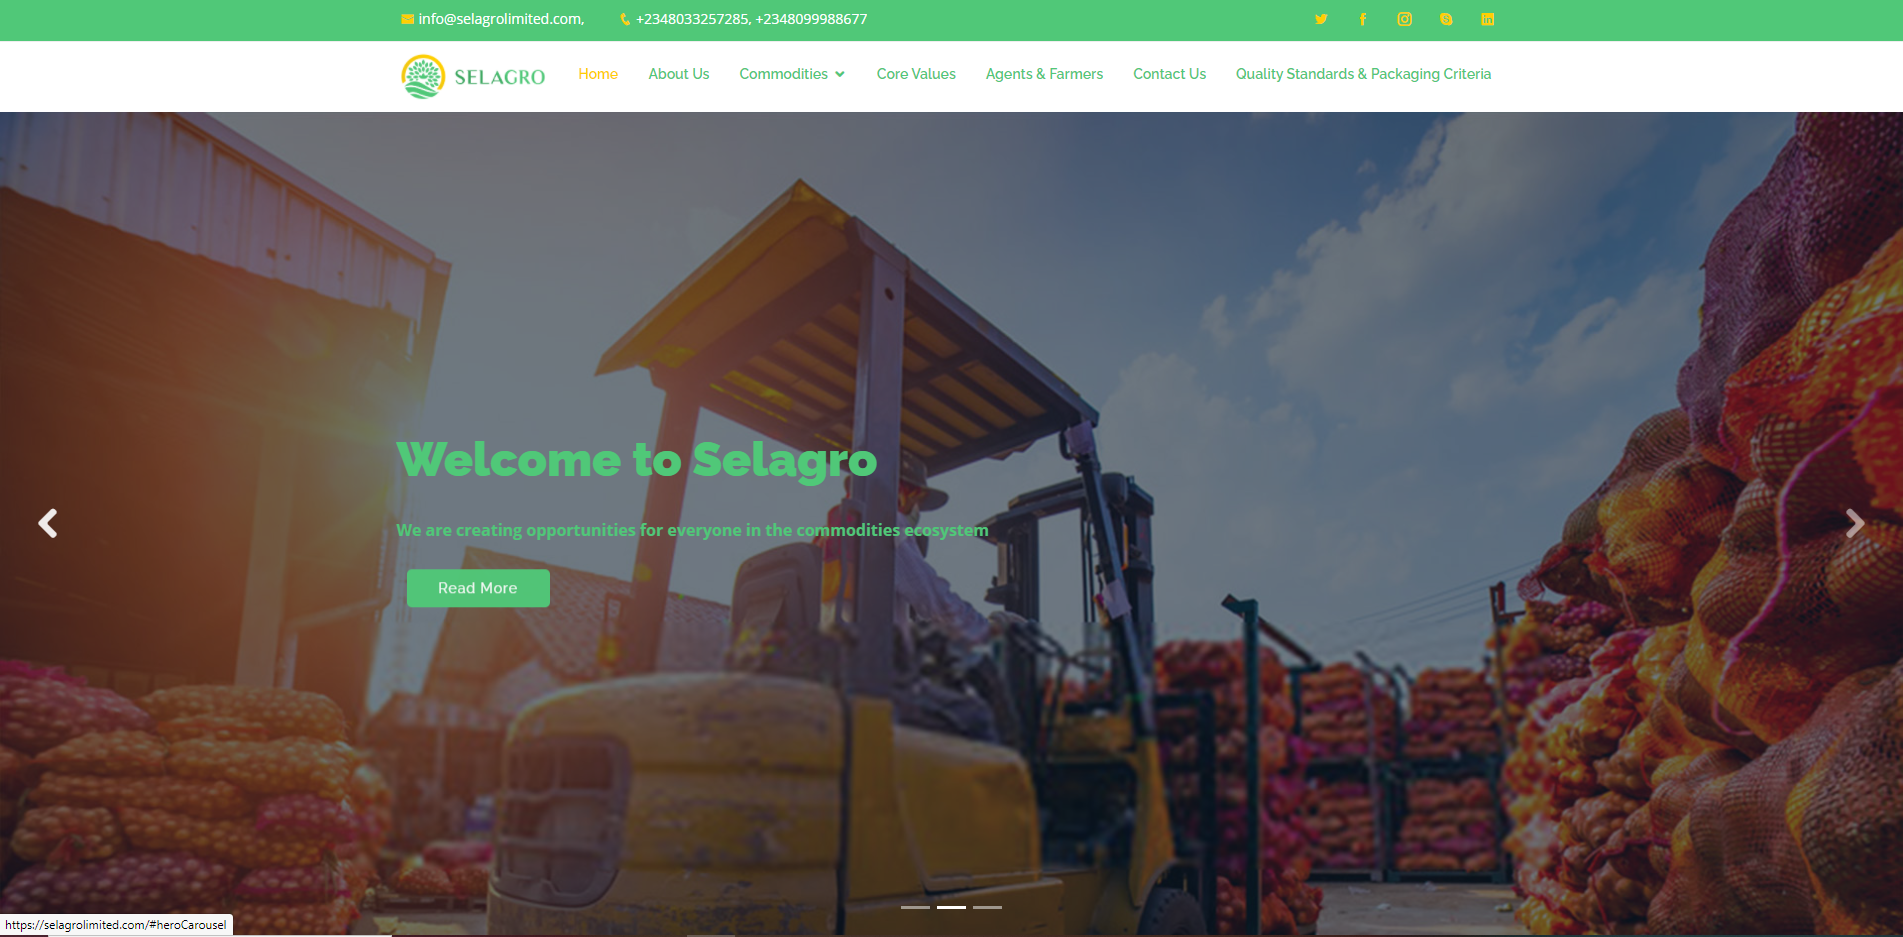 info@selagrolimited.com,
+2348033257285, +2348099988677
SELAGRO
Home
About Us
Commodities
Core Values
Agents & Farmers
Contact Us
Quality Standards & Packaging Criteria
Welcome to Selagro
We are creating opportunities for everyone in the commodities ecosystem
Read More
https://selagrolimited.com/#heroCarousel